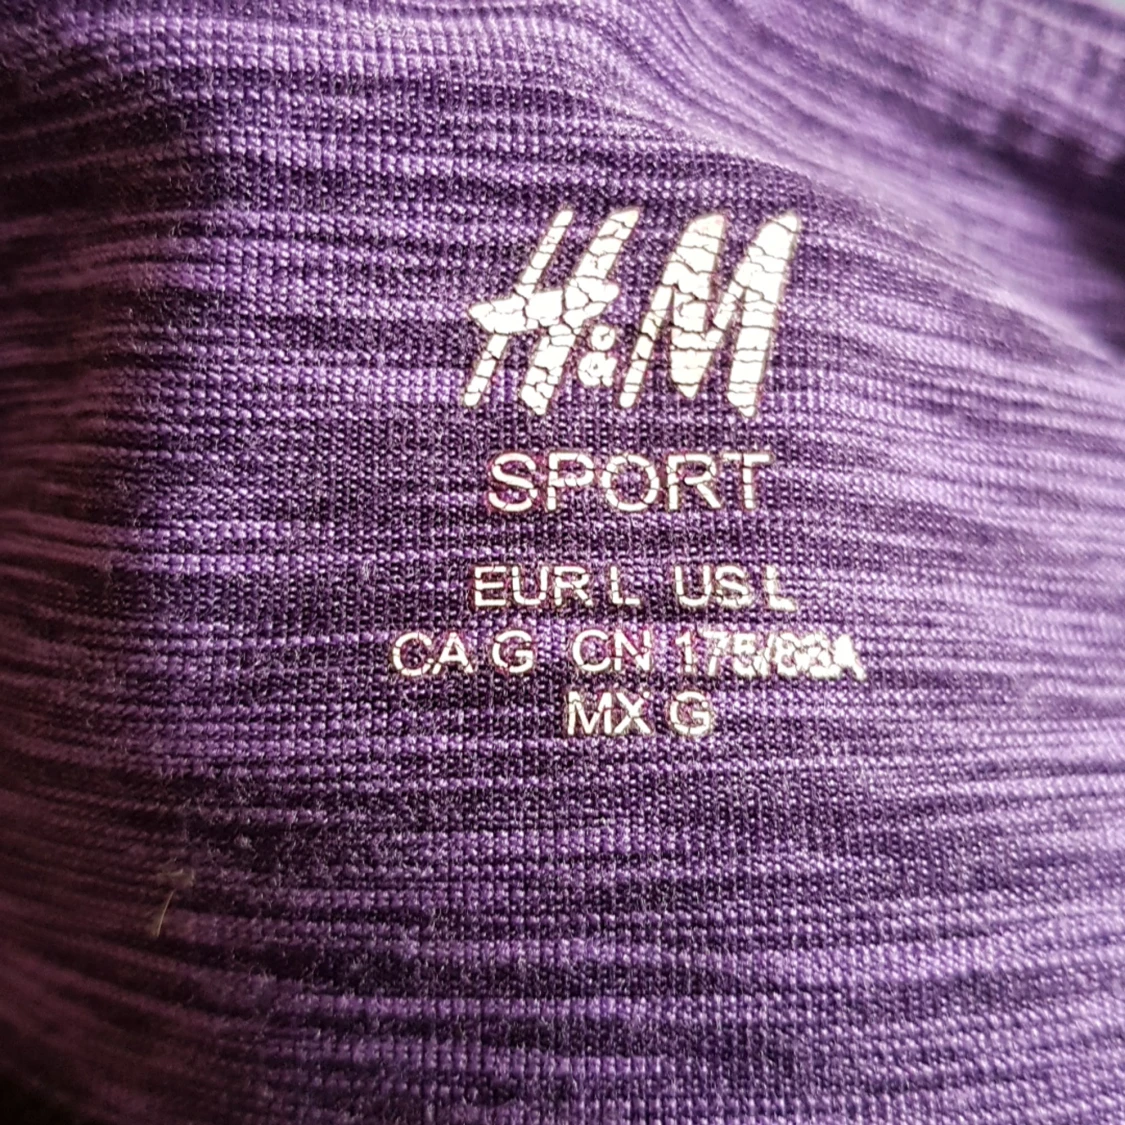 H&M
SPORT
EUR L US L
CA G CN
MX G